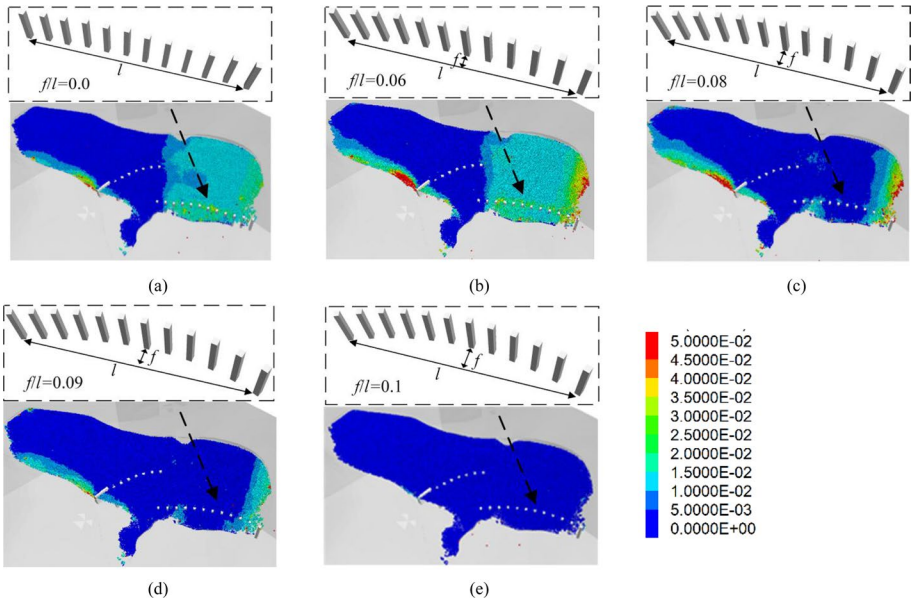 l
f/l=0.0
f
l
f/l=0.06
f
l
f/l=0.08
(a)
(b)
(c)
f
l
f/l=0.09
f
l
f/l=0.1
5.0000E-02
4.5000E-02
4.0000E-02
3.5000E-02
3.0000E-02
2.5000E-02
2.0000E-02
1.5000E-02
1.0000E-02
5.0000E-03
0.0000E+00
(d)
(e)